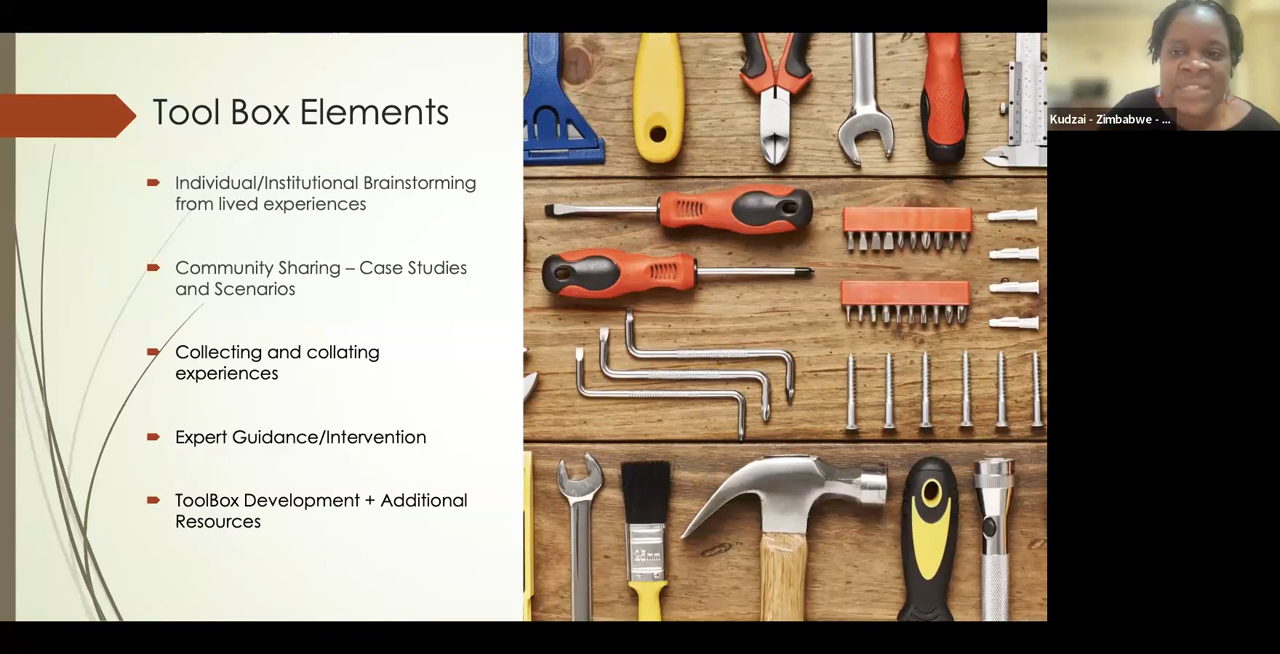 Tool Box Elements
Individual/Institutional Brainstorming
from lived experiences
Community Sharing – Case Studies
and Scenarios
Collecting and collating
experiences
Expert Guidance/Intervention
ToolBox Development + Additional
Resources
25mm
Kudzai - Zimbabwe - ...